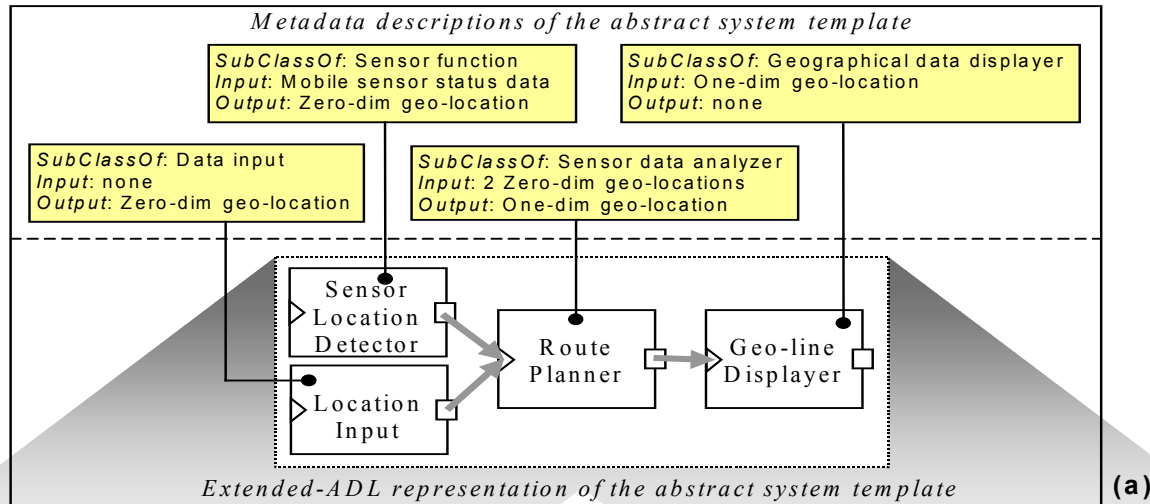 Metadata descriptions of the abstract system template
SubClassOf: Sensor function
Input: Mobile sensor status data
Output: Zero-dim geo-location
SubClassOf: Geographical data displayer
Input: One-dim geo-location
Output: none
SubClassOf: Data input
Input: none
Output: Zero-dim geo-location
SubClassOf: Sensor data analyzer
Input: 2 Zero-dim geo-locations
Output: One-dim geo-location
Sensor
Location
Detector
Location
Input
Route
Planner
Geo-line
Displayer
Extended-ADL representation of the abstract system template
(a)